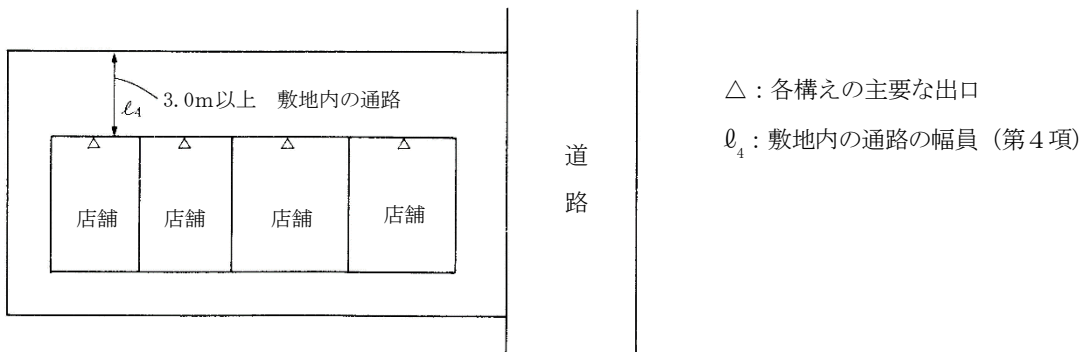 3.0m以上 敷地内の通路
ℓ4
△ △ △ △
店舗 店舗 店舗 店舗
道
路
△：各構えの主要な出口
ℓ4：敷地内の通路の幅員（第４項）